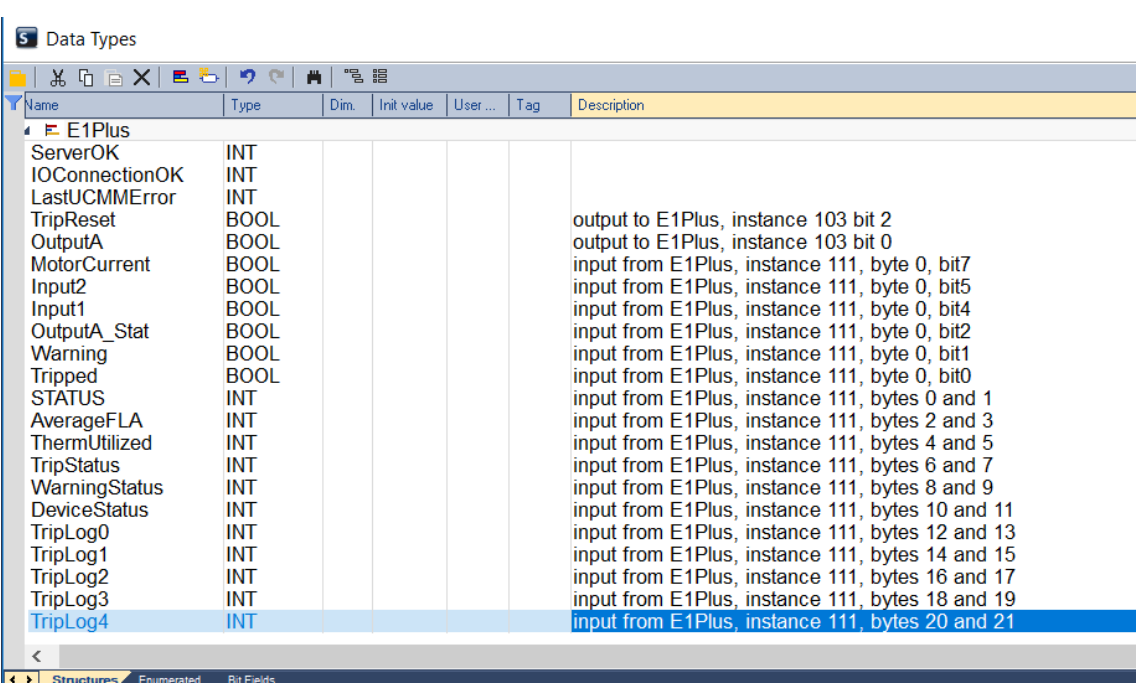 S Data Types
Name Type Dim. Init value User ... Tag Description
E1Plus
ServerOK INT
IOConnectionOK INT
LastUCMMError INT
TripReset BOOL output to E1Plus, instance 103 bit 2
OutputA BOOL output to E1Plus, instance 103 bit 0
MotorCurrent BOOL input from E1Plus, instance 111, byte 0, bit7
Input2 BOOL input from E1Plus, instance 111, byte 0, bit5
Input1 BOOL input from E1Plus, instance 111, byte 0, bit4
OutputA_Stat BOOL input from E1Plus, instance 111, byte 0, bit2
Warning BOOL input from E1Plus, instance 111, byte 0, bit1
Tripped BOOL input from E1Plus, instance 111, byte 0, bit0
STATUS INT input from E1Plus, instance 111, bytes 0 and 1
AverageFLA INT input from E1Plus, instance 111, bytes 2 and 3
ThermUtilized INT input from E1Plus, instance 111, bytes 4 and 5
TripStatus INT input from E1Plus, instance 111, bytes 6 and 7
WarningStatus INT input from E1Plus, instance 111, bytes 8 and 9
DeviceStatus INT input from E1Plus, instance 111, bytes 10 and 11
TripLog0 INT input from E1Plus, instance 111, bytes 12 and 13
TripLog1 INT input from E1Plus, instance 111, bytes 14 and 15
TripLog2 INT input from E1Plus, instance 111, bytes 16 and 17
TripLog3 INT input from E1Plus, instance 111, bytes 18 and 19
TripLog4 INT input from E1Plus, instance 111, bytes 20 and 21
Structures Enumerated Bit Fields